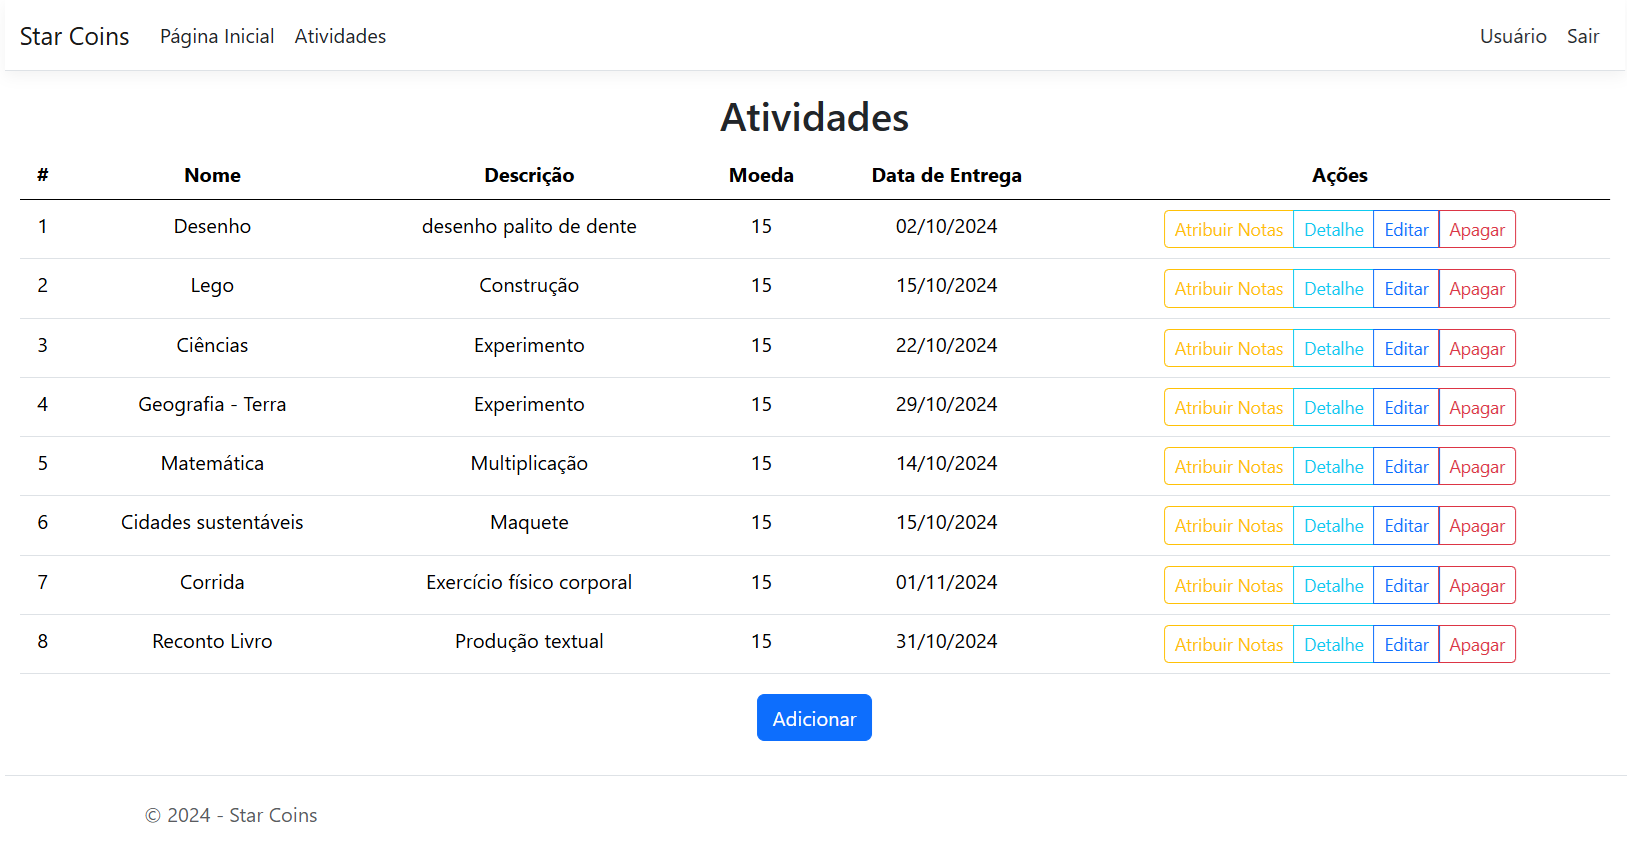 Star Coins Página Inicial Atividades Usuário Sair
Atividades
# Nome Descrição Moeda Data de Entrega Ações
1 Desenho desenho palito de dente 15 02/10/2024 Atribuir Notas Detalhe Editar Apagar
2 Lego Construção 15 15/10/2024 Atribuir Notas Detalhe Editar Apagar
3 Ciências Experimento 15 22/10/2024 Atribuir Notas Detalhe Editar Apagar
4 Geografia - Terra Experimento 15 29/10/2024 Atribuir Notas Detalhe Editar Apagar
5 Matemática Multiplicação 15 14/10/2024 Atribuir Notas Detalhe Editar Apagar
6 Cidades sustentáveis Maquete 15 15/10/2024 Atribuir Notas Detalhe Editar Apagar
7 Corrida Exercício físico corporal 15 01/11/2024 Atribuir Notas Detalhe Editar Apagar
8 Reconto Livro Produção textual 15 31/10/2024 Atribuir Notas Detalhe Editar Apagar
Adicionar
© 2024 - Star Coins